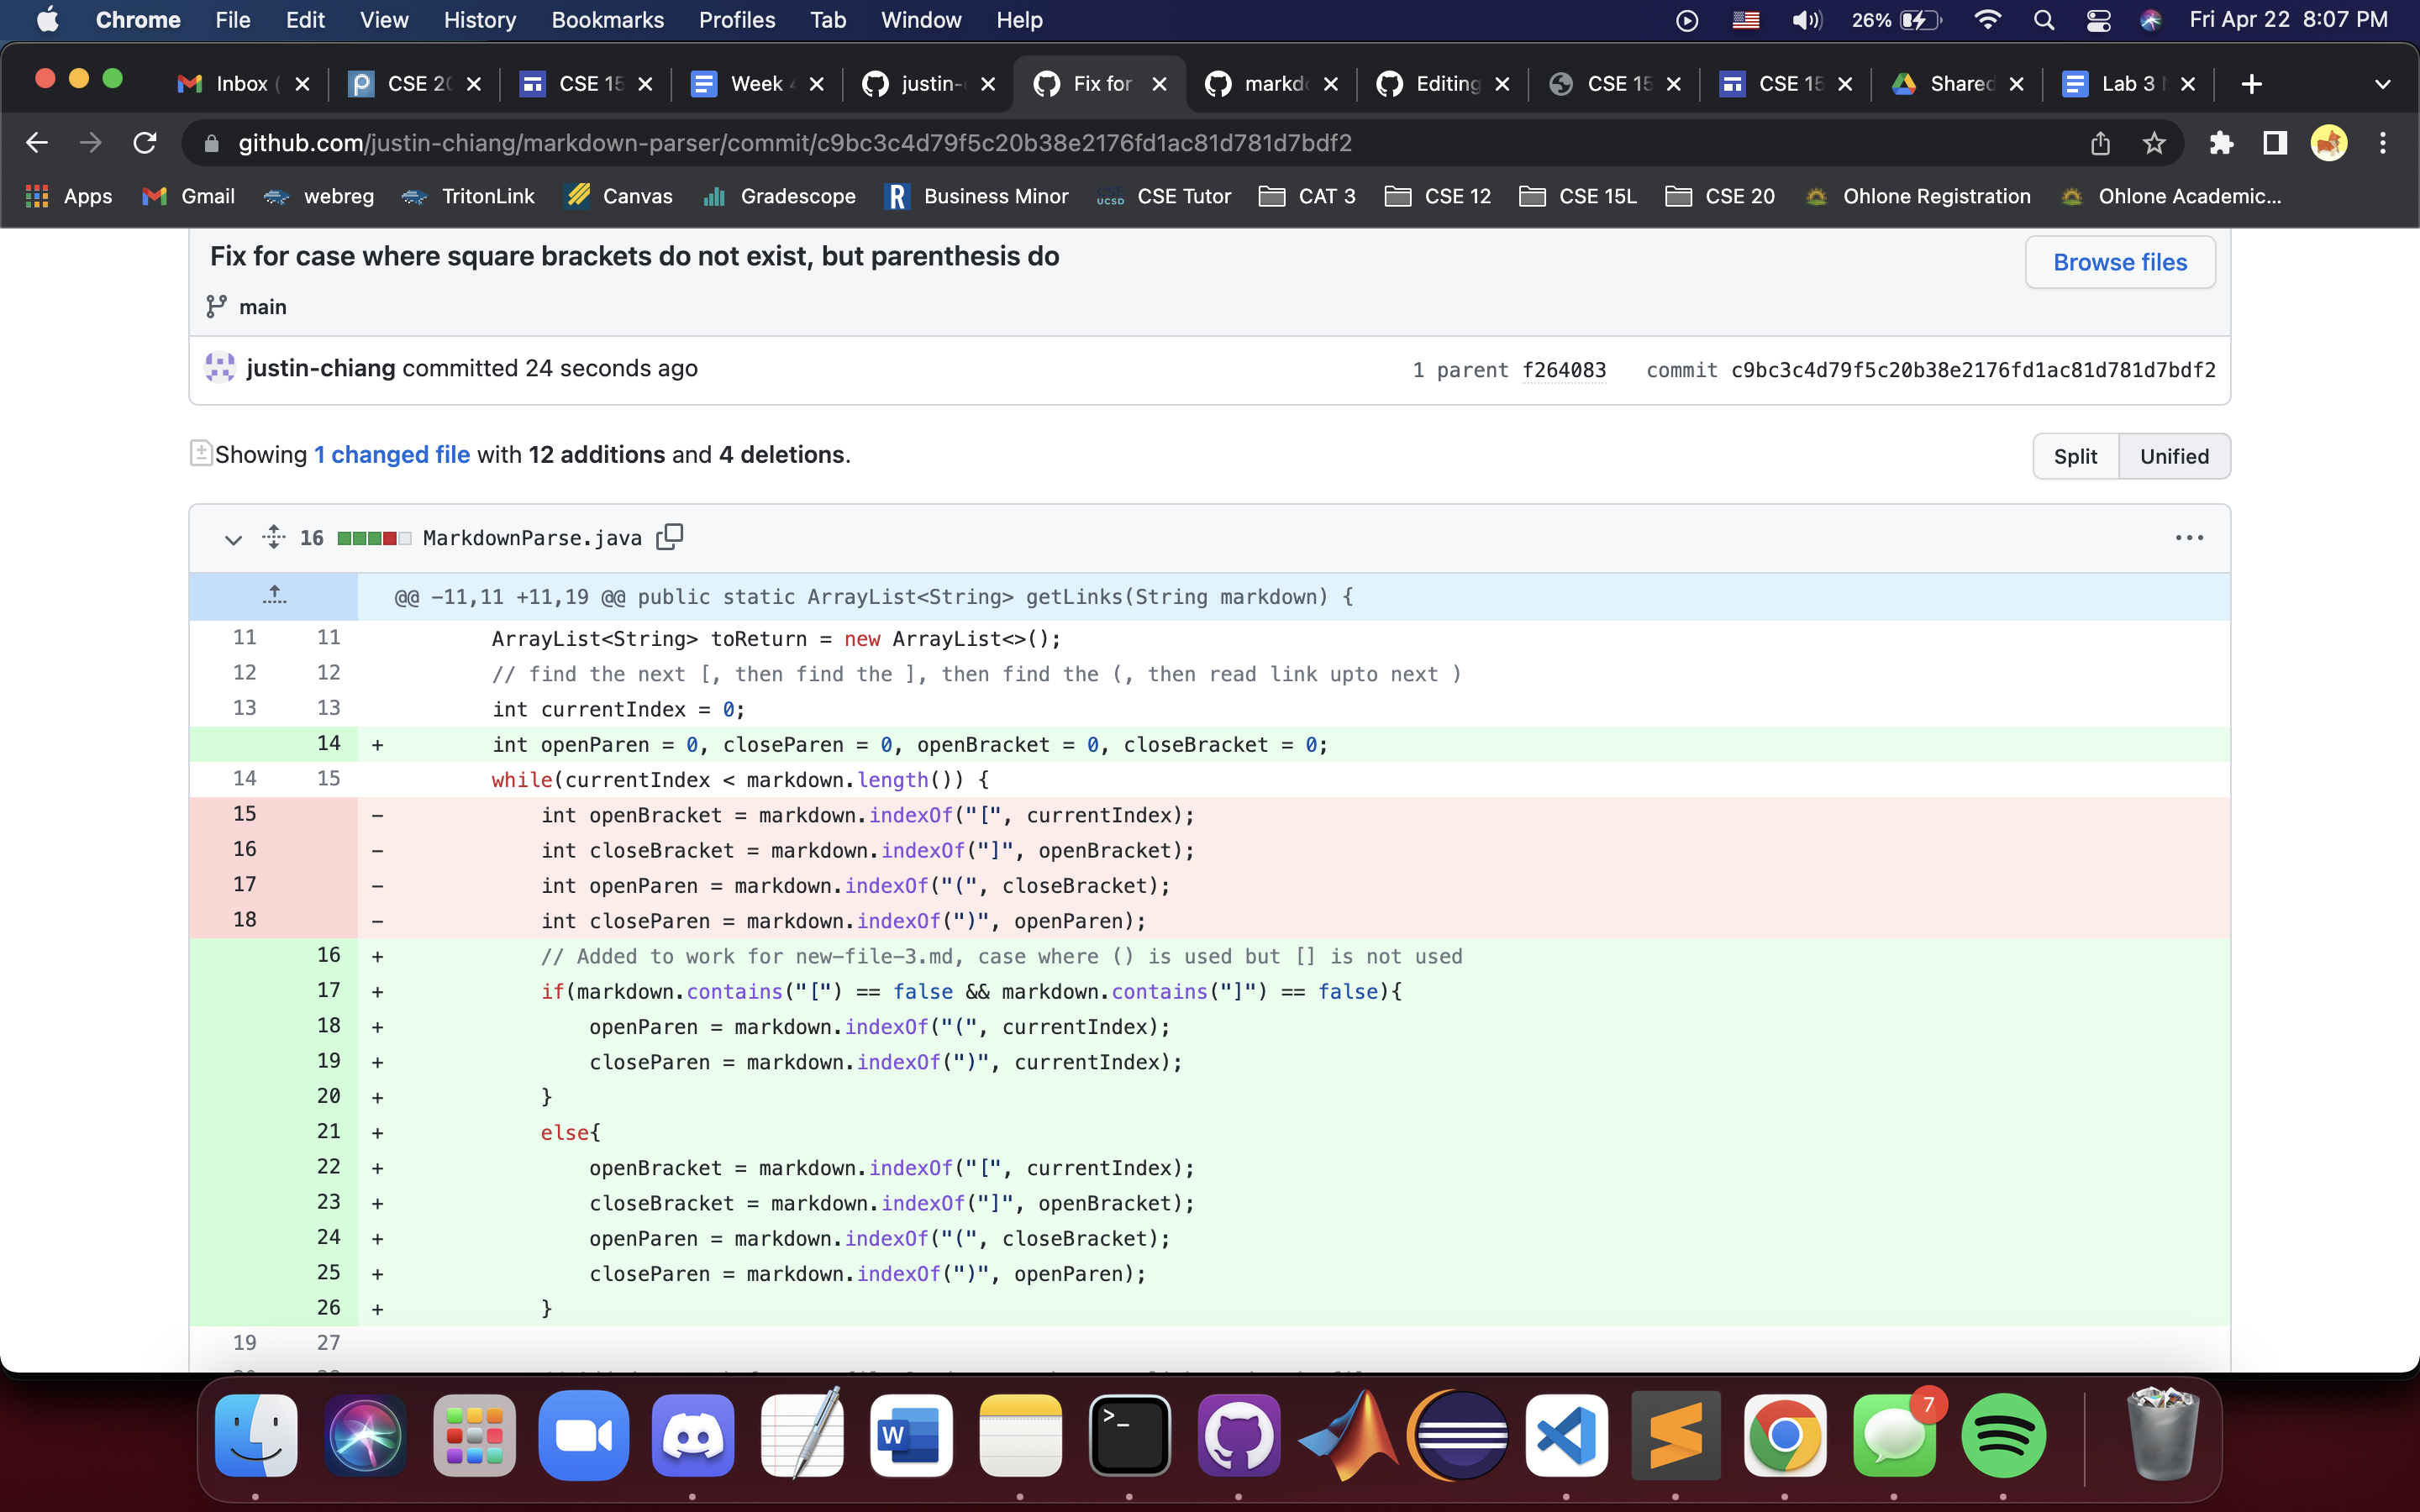 Chrome File Edit View History Bookmarks Profiles Tab Window Help 26% Fri Apr 22 8:07 PM
Inbox ( CSE 20 CSE 15 Week 4 justin- Fix for markd Editing CSE 15 CSE 15 Shared Lab 3
github.com/justin-chiang/markdown-parser/commit/c9bc3c4d79f5c20b38e2176fd1ac81d781d7bdf2
Apps Gmail webreg TritonLink Canvas Gradescope R Business Minor CSE UCSD CSE Tutor CAT 3 CSE 12 CSE 15L CSE 20 Ohlone Registration Ohlone Academic...
Fix for case where square brackets do not exist, but parenthesis do
Browse files
main
justin-chiang committed 24 seconds ago 1 parent f264083 commit c9bc3c4d79f5c20b38e2176fd1ac81d781d7bdf2
Showing 1 changed file with 12 additions and 4 deletions. Split Unified
16 MarkdownParse.java ...
@@ -11,11 +11,19 @@ public static ArrayList<String> getLinks(String markdown) {
11 11 ArrayList<String> toReturn = new ArrayList<>();
12 12 // find the next [, then find the ], then find the (, then read link upto next )
13 13 int currentIndex = 0;
14 + int openParen = 0, closeParen = 0, openBracket = 0, closeBracket = 0;
14 15 while(currentIndex < markdown.length()) {
15 - int openBracket = markdown.indexOf("[", currentIndex);
16 - int closeBracket = markdown.indexOf("]", openBracket);
17 - int openParen = markdown.indexOf("(", closeBracket);
18 - int closeParen = markdown.indexOf(")", openParen);
16 + // Added to work for new-file-3.md, case where () is used but [] is not used
17 + if(markdown.contains("[") == false && markdown.contains("]") == false){
18 + openParen = markdown.indexOf("(", currentIndex);
19 + closeParen = markdown.indexOf(")", currentIndex);
20 + }
21 + else{
22 + openBracket = markdown.indexOf("[", currentIndex);
23 + closeBracket = markdown.indexOf("]", openBracket);
24 + openParen = markdown.indexOf("(", closeBracket);
25 + closeParen = markdown.indexOf(")", openParen);
26 + }
19 27
W >_ 7